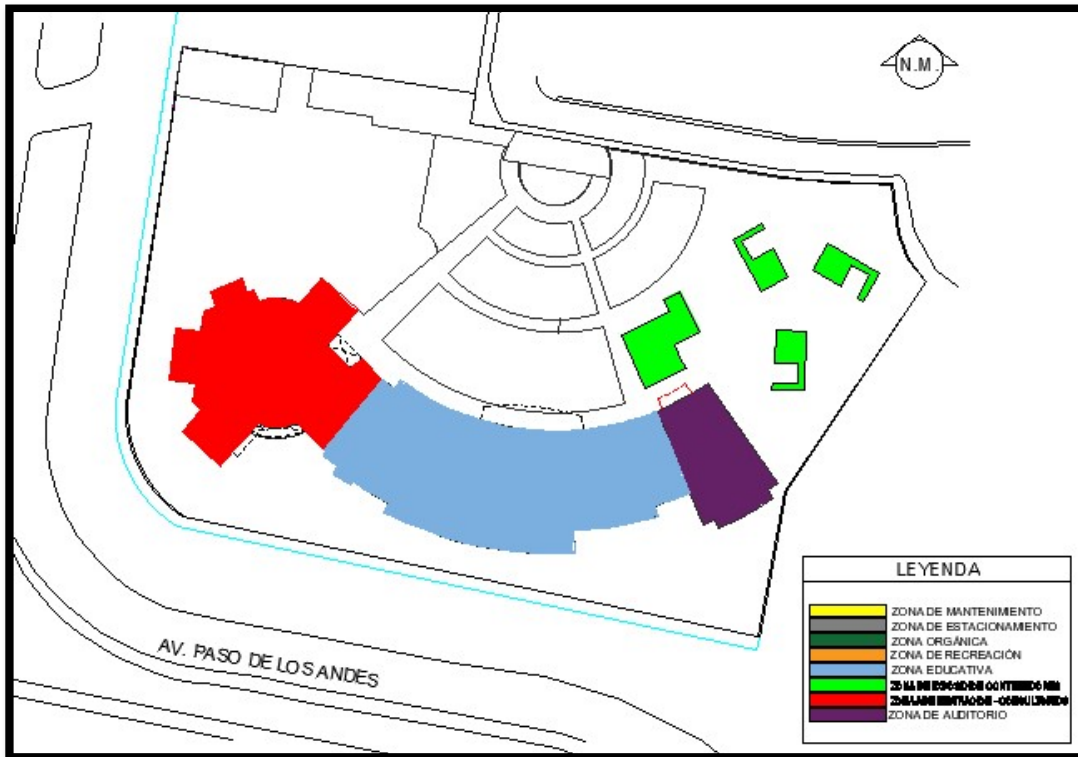 N.M.
AV. PASO DE LOS ANDES
LEYENDA
ZONA DE MANTENIMIENTO
ZONA DE ESTACIONAMIENTO
ZONA ORGÁNICA
ZONA DE RECREACIÓN
ZONA EDUCATIVA
ZONA DE AUDITORIO